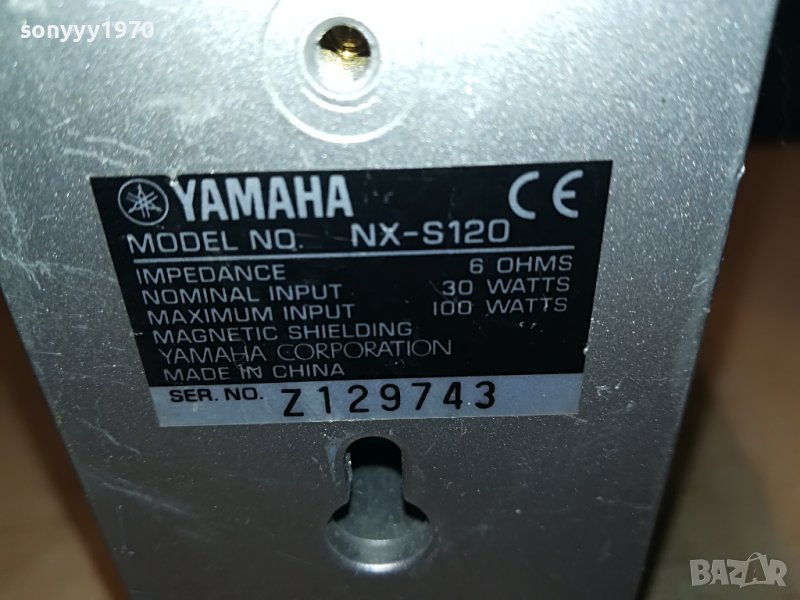 sonyyy1970
YAMAHA CE
MODEL NO. NX-S120
IMPEDANCE 6 OHMS
NOMINAL INPUT 30 WATTS
MAXIMUM INPUT 100 WATTS
MAGNETIC SHIELDING
YAMAHA CORPORATION
MADE IN CHINA
SER. NO. Z129743
BAZAR